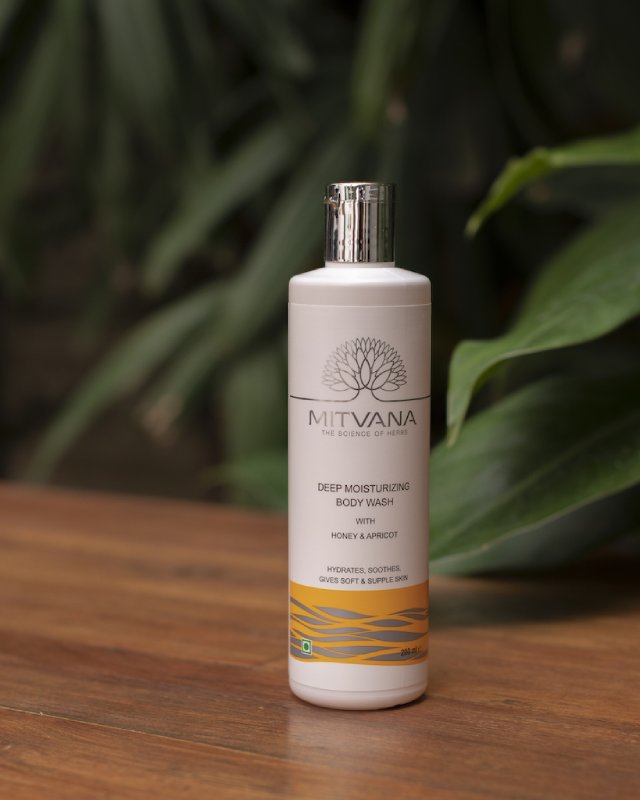 MITVANA
THE SCIENCE OF HERBS
DEEP MOISTURIZING
BODY WASH
WITH
HONEY & APRICOT
HYDRATES, SOOTHES,
GIVES SOFT & SUPPLE SKIN